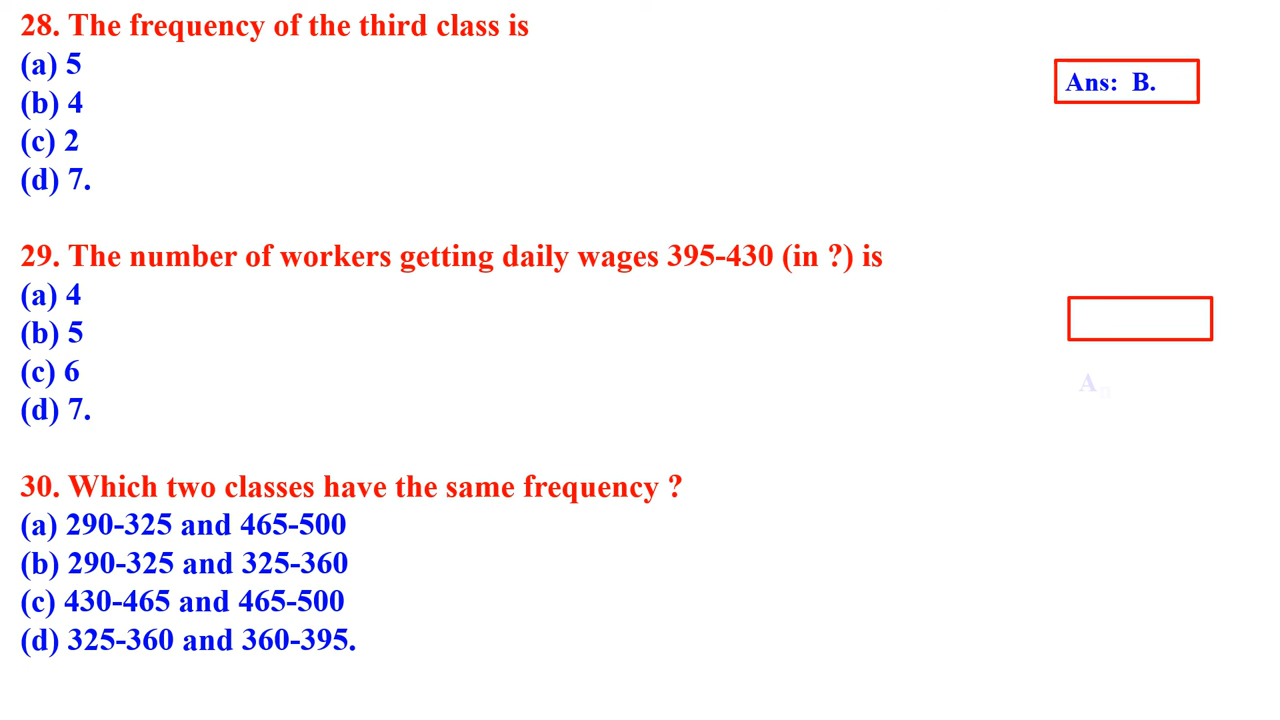 28. The frequency of the third class is
(a) 5
(b) 4
(c) 2
(d) 7.
Ans: B.
29. The number of workers getting daily wages 395-430 (in ?) is
(a) 4
(b) 5
(c) 6
(d) 7.
A n
30. Which two classes have the same frequency ?
(a) 290-325 and 465-500
(b) 290-325 and 325-360
(c) 430-465 and 465-500
(d) 325-360 and 360-395.